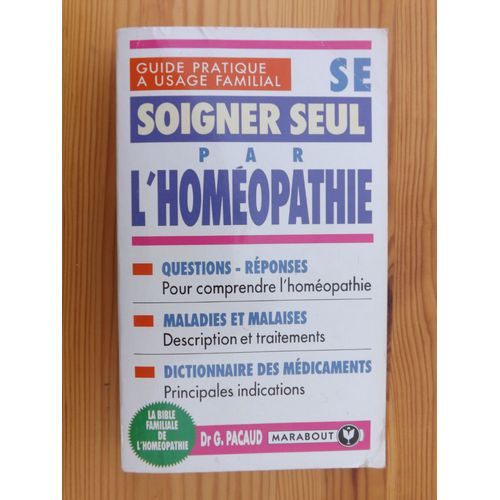 GUIDE PRATIQUE
A USAGE FAMILIAL
SE
SOIGNER SEUL
PAR
L'HOMÉOPATHIE
QUESTIONS - RÉPONSES
Pour comprendre l'homéopathie
MALADIES ET MALAISES
Description et traitements
DICTIONNAIRE DES MÉDICAMENTS
Principales indications
LA BIBLE
FAMILIALE
DE
L'HOMÉOPATHIE
Dr G. PACAUD
MARABOUT